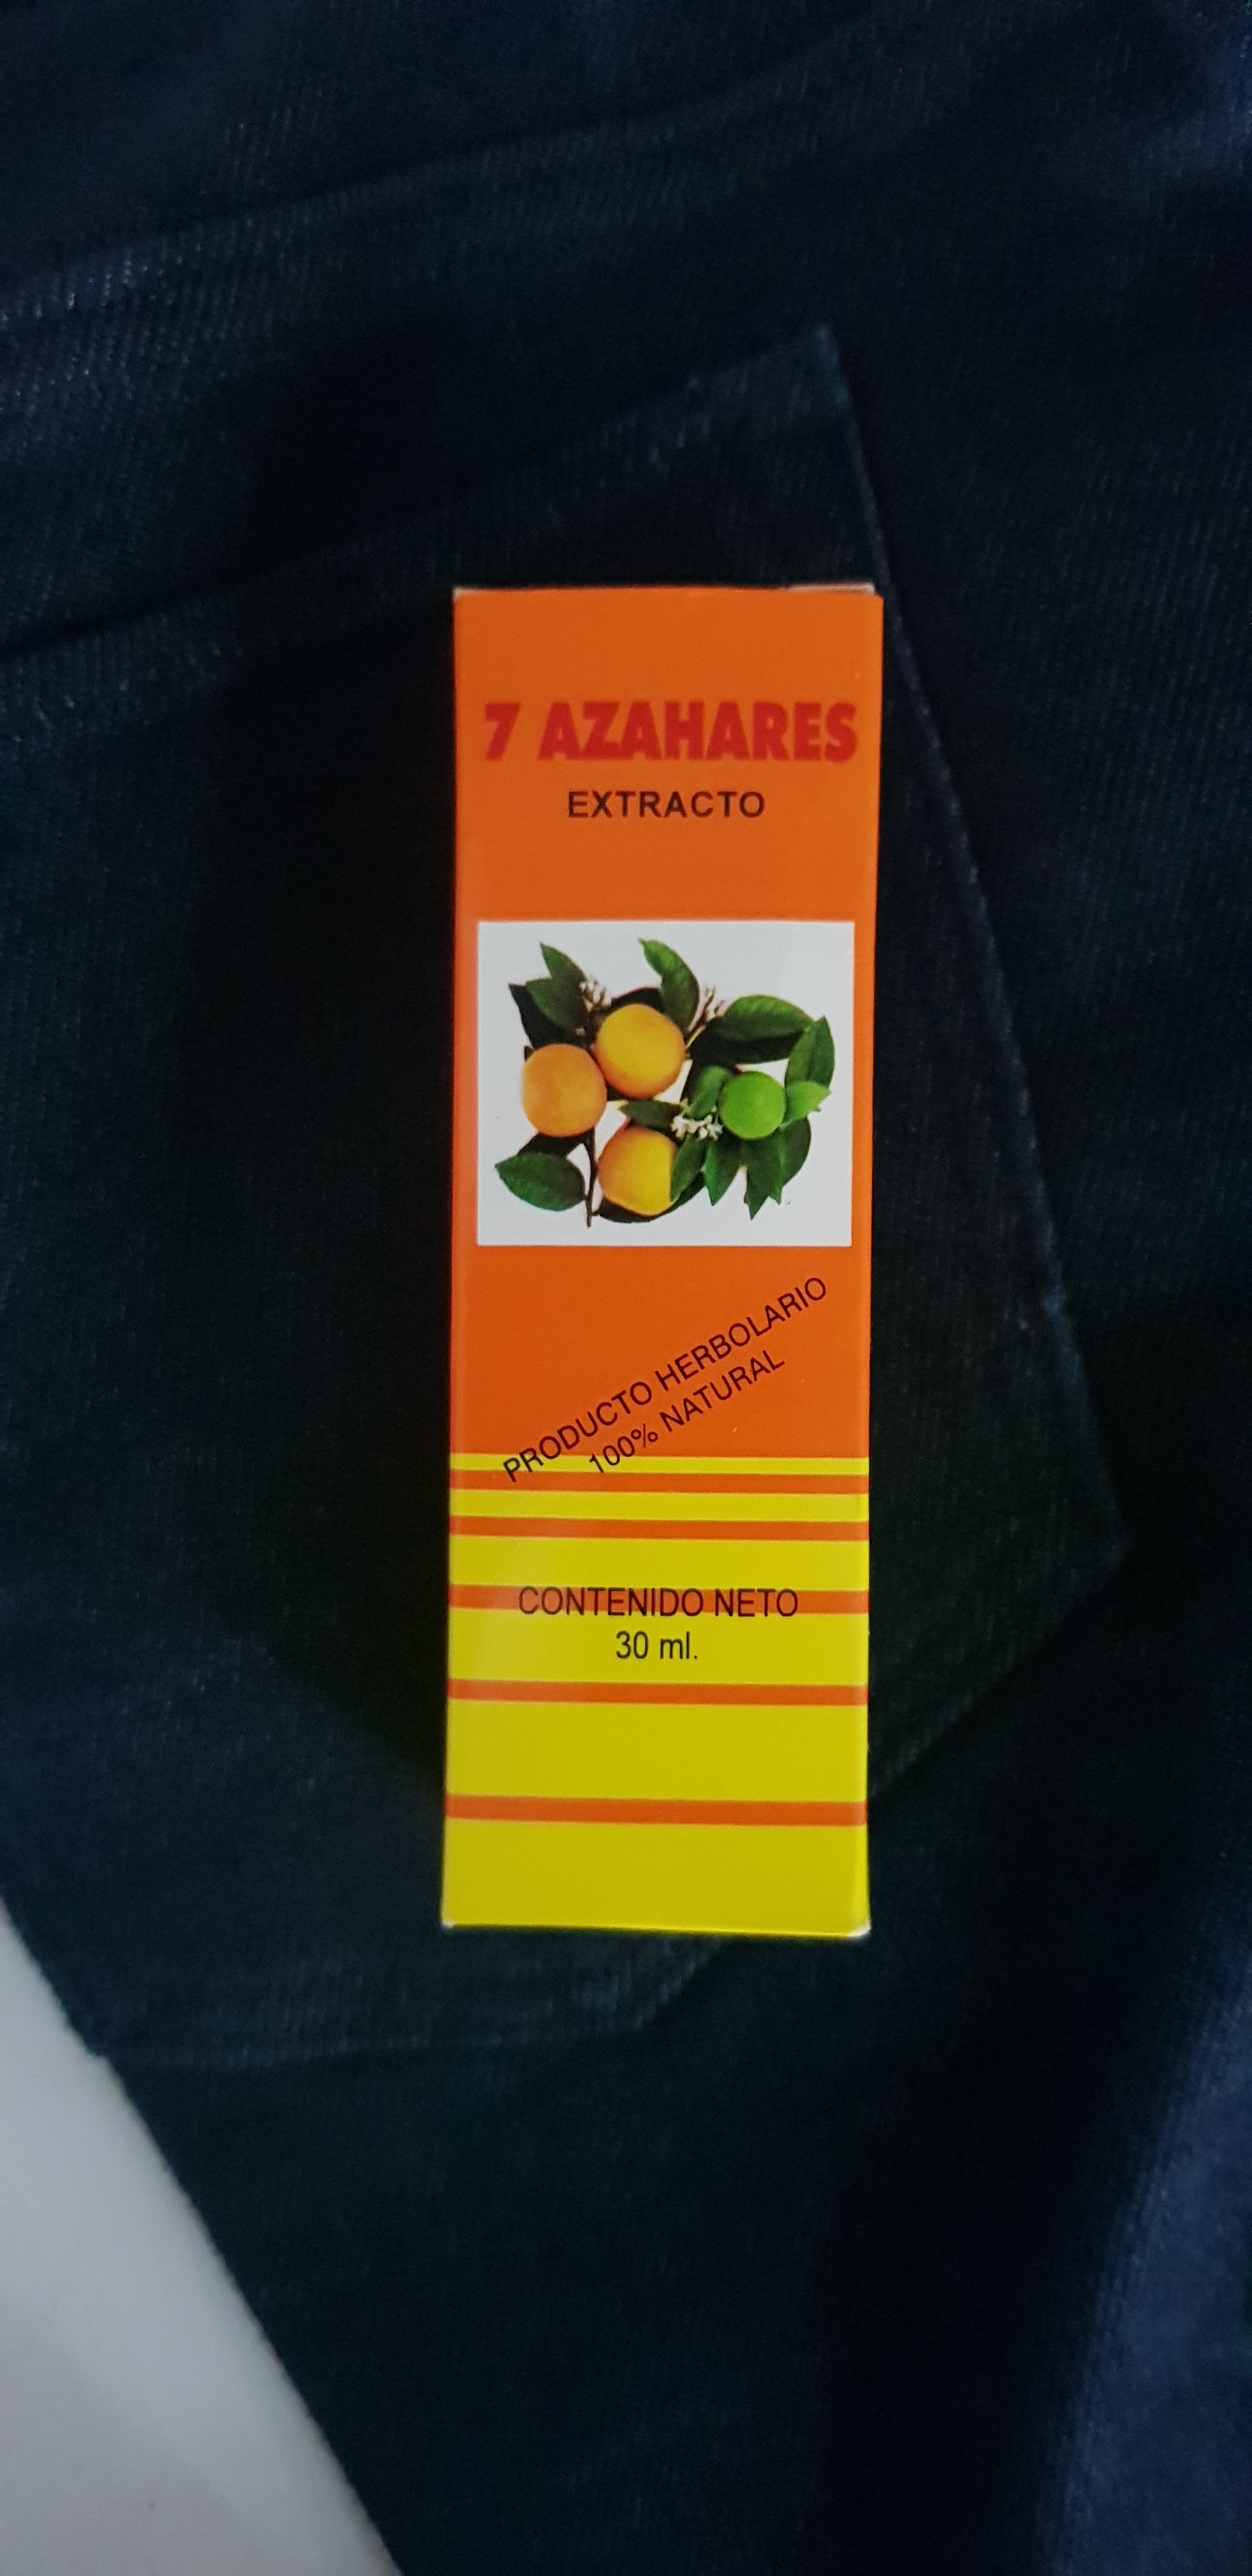 7 AZAHARES
EXTRACTO
PRODUCTO HERBOLARIO
100% NATURAL
CONTENIDO NETO
30 ml.